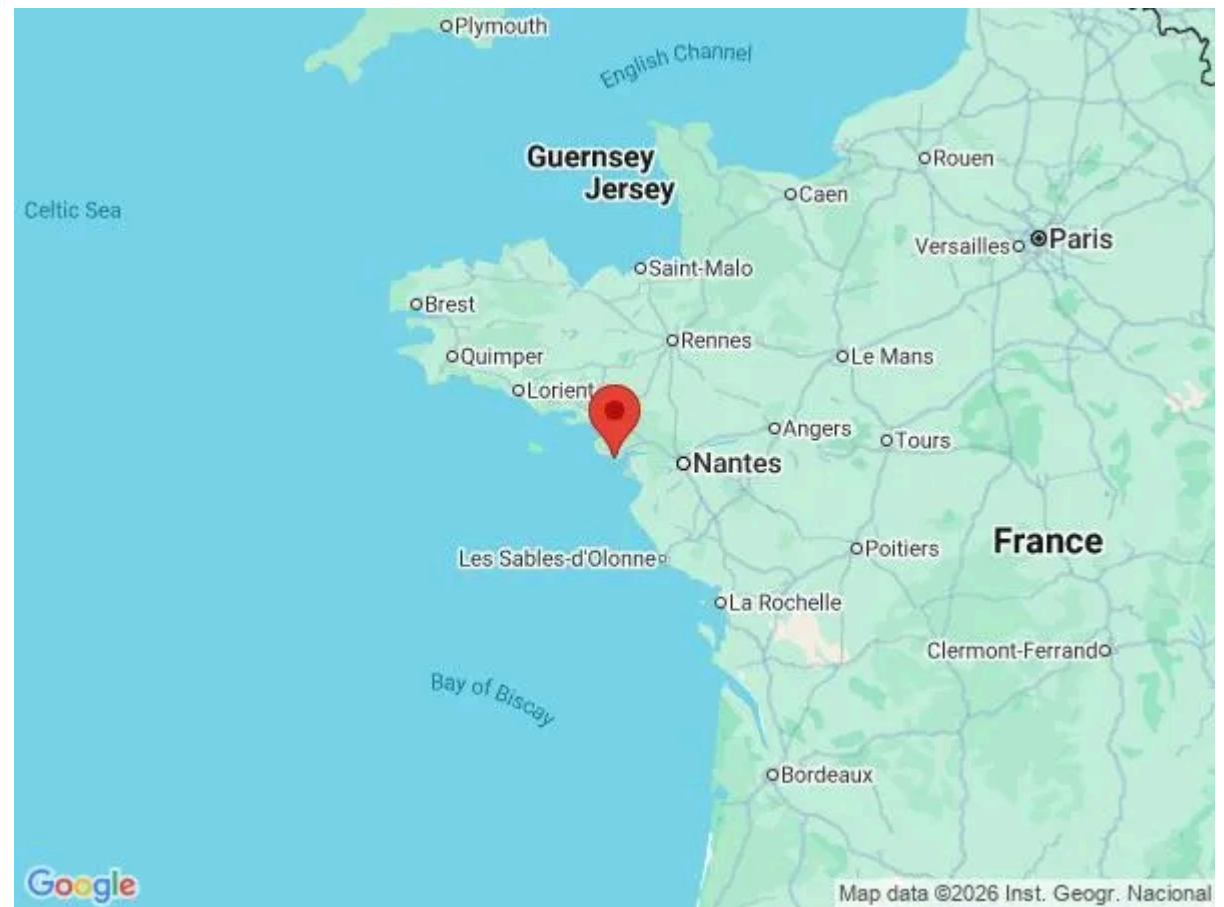 Plymouth
English Channel
Guernsey
Jersey
Rouen
Caen
Celtic Sea
Versailles
Paris
Saint-Malo
Brest
Rennes
Quimper
Le Mans
Lorient
Angers
Tours
Nantes
Les Sables-d'Olonne
Poitiers
France
La Rochelle
Clermont-Ferrand
Bay of Biscay
Bordeaux
Google
Map data ©2026 Inst. Geogr. Nacional